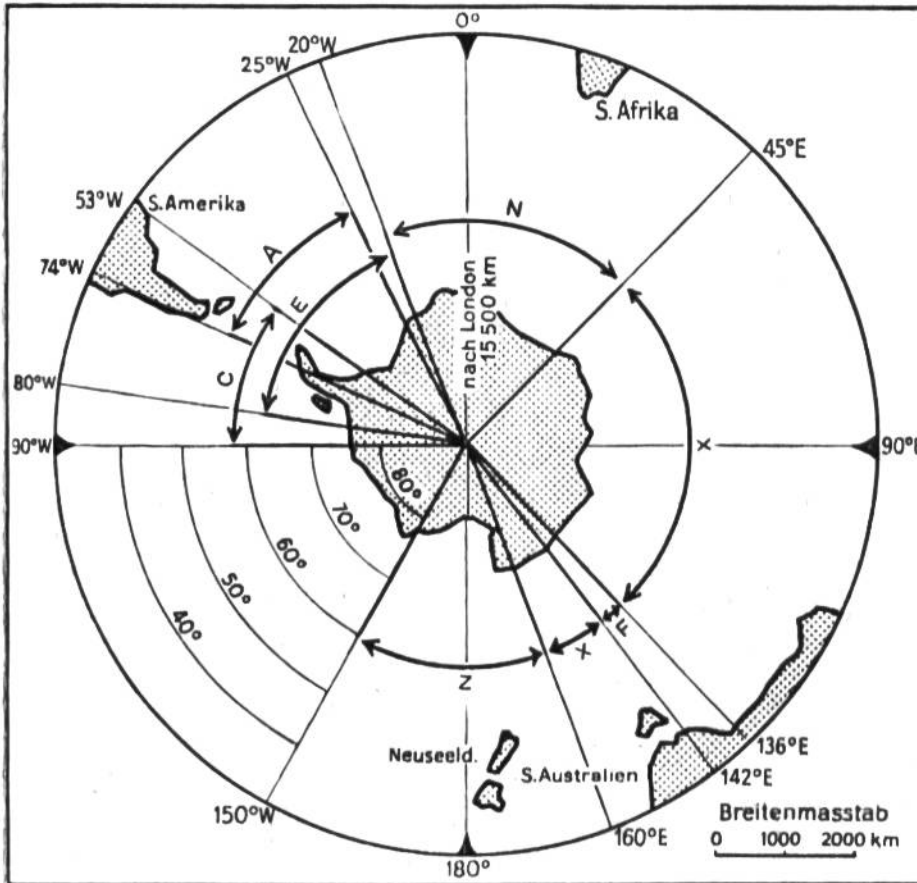 0°
20°W
25°W
S. Afrika
45°E
53°W
S. Amerika
A
N
74°W
E
nach London
15 500 km
C
80°W
90°W
X
90°E
80°
70°
60°
50°
40°
F
X
Z
Neuseeld.
S. Australien
136°E
142°E
150°W
160°E
180°
Breitenmasstab
0 1000 2000 km